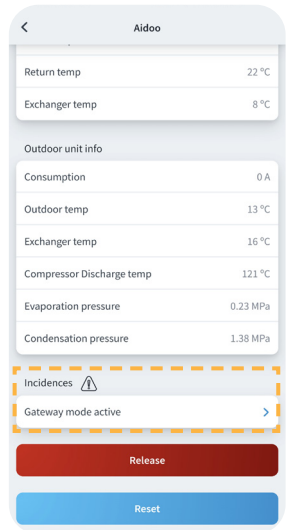 Aidoo
Return temp 22 ºC
Exchanger temp 8 ºC
Outdoor unit info
Consumption 0 A
Outdoor temp 13 ºC
Exchanger temp 16 ºC
Compressor Discharge temp 121 ºC
Evaporation pressure 0.23 MPa
Condensation pressure 1.38 MPa
Incidences
Gateway mode active
Release
Reset